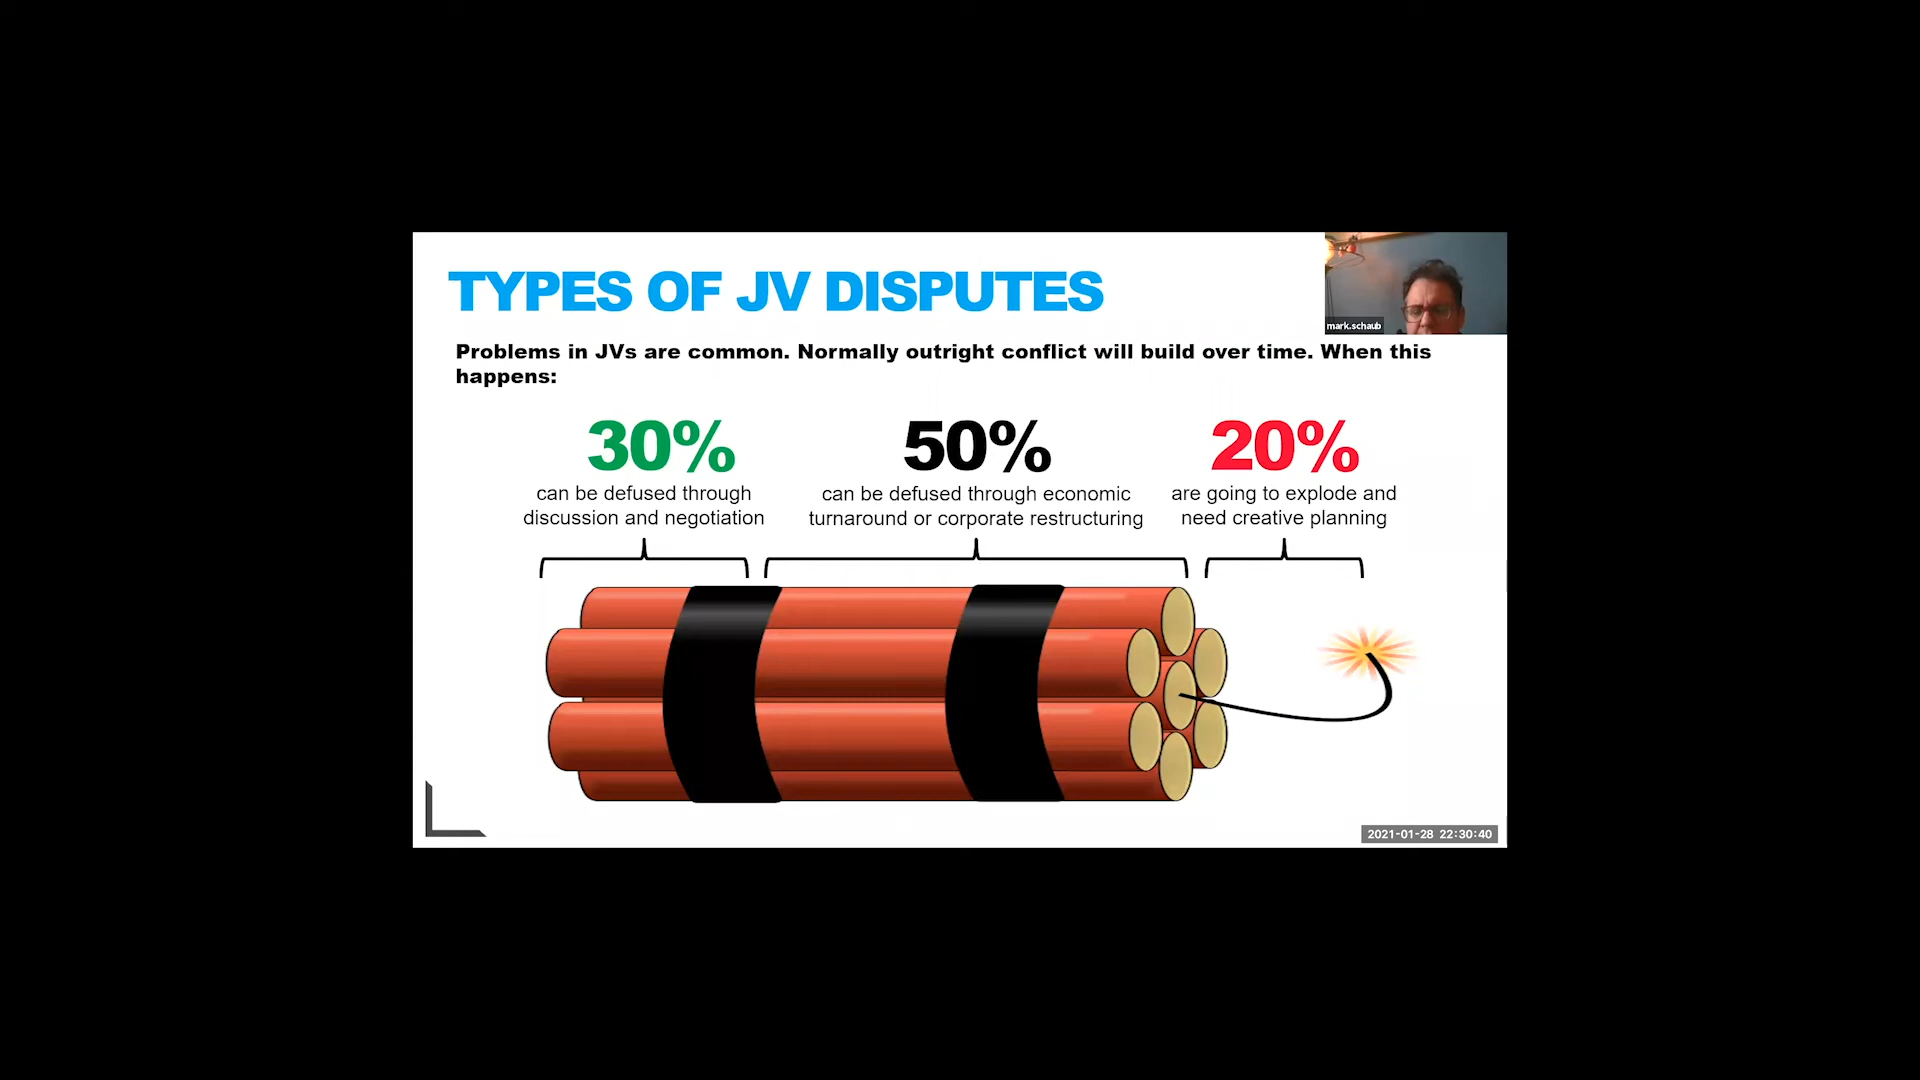 TYPES OF JV DISPUTES
mark.schaub
Problems in JVs are common. Normally outright conflict will build over time. When this
happens:
30%
can be defused through
discussion and negotiation
50%
can be defused through economic
turnaround or corporate restructuring
20%
are going to explode and
need creative planning
2021-01-28 22:30:40